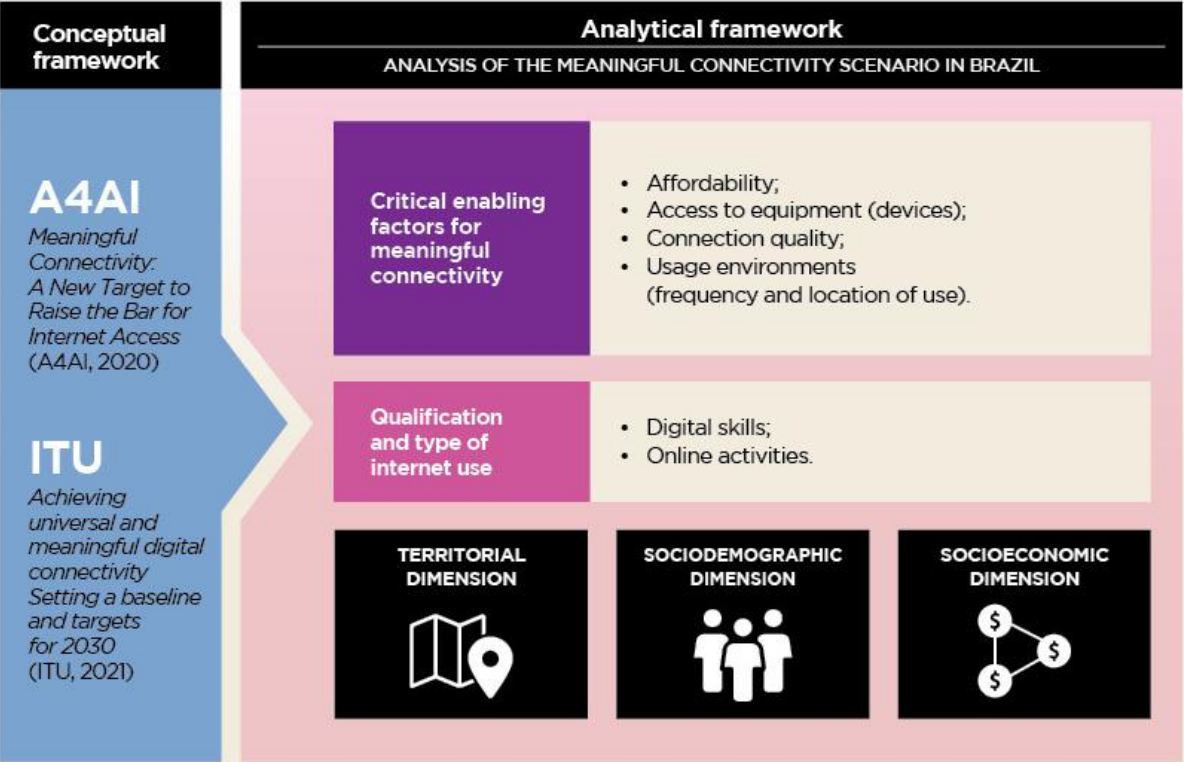 Conceptual
framework
Analytical framework
ANALYSIS OF THE MEANINGFUL CONNECTIVITY SCENARIO IN BRAZIL
A4AI
Meaningful
Connectivity:
A New Target to
Raise the Bar for
Internet Access
(A4AI, 2020)
ITU
Achieving
universal and
meaningful digital
connectivity
Setting a baseline
and targets
for 2030
(ITU, 2021)
Critical enabling
factors for
meaningful
connectivity
• Affordability;
• Access to equipment (devices);
• Connection quality;
• Usage environments
(frequency and location of use).
Qualification
and type of
internet use
• Digital skills;
• Online activities.
TERRITORIAL
DIMENSION
SOCIODEMOGRAPHIC
DIMENSION
SOCIOECONOMIC
DIMENSION
$
$
$